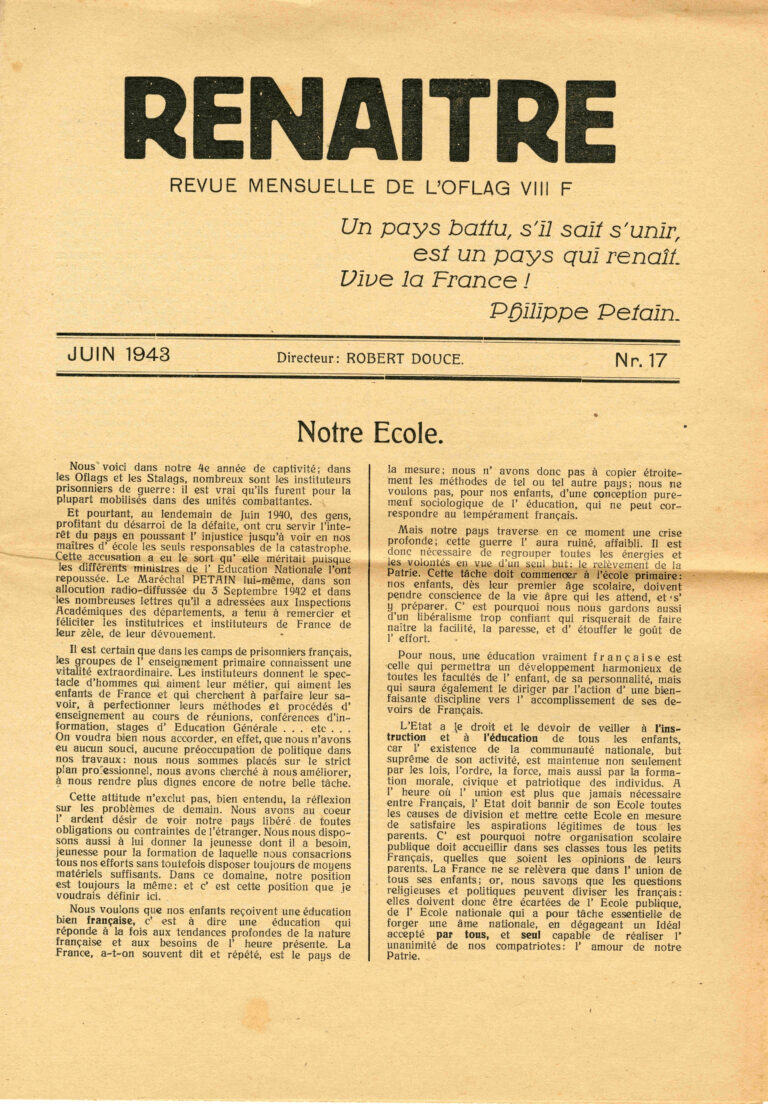 RENAITRE
REVUE MENSUELLE DE L'OFLAG VIII F
Un pays battu, s'il sait s'unir,
est un pays qui renaît.
Vive la France !
Philippe Petain.
JUIN 1943
Directeur: ROBERT DOUCE.
Nr. 17
Notre Ecole.
Nous voici dans notre 4e année de captivité; dans
les Oflags et les Stalags, nombreux sont les instituteurs
prisonniers de guerre: il est vrai qu'ils furent pour la
plupart mobilisés dans des unités combattantes.
Et pourtant, au lendemain de Juin 1940, des gens,
profitant du désarroi de la défaite, ont cru servir l'inte-
rêt du pays en poussant l' injustice jusqu'à voir en nos
maîtres d' école les seuls responsables de la catastrophe.
Cette accusation a eu le sort qu' elle méritait puisque
les différents ministres de l' Education Nationale l'ont
repoussée. Le Maréchal PETAIN lui-même, dans son
allocution radio-diffusée du 3 Septembre 1942 et dans
les nombreuses lettres qu'il a adressées aux Inspections
Académiques des départements, a tenu à remercier et
féliciter les institutrices et instituteurs de France de
leur zèle, de leur dévouement.
Il est certain que dans les camps de prisonniers français,
les groupes de l' enseignement primaire connaissent une
vitalité extraordinaire. Les instituteurs donnent le spec-
tacle d'hommes qui aiment leur métier, qui aiment les
enfants de France et qui cherchent à parfaire leur sa-
voir, à perfectionner leurs méthodes et procédés d'
enseignement au cours de réunions, conférences d'in-
formation, stages d' Education Générale . . . etc . . .
On voudra bien nous accorder, en effet, que nous n'avons
eu aucun souci, aucune préoccupation de politique dans
nos travaux: nous nous sommes placés sur le strict
plan professionnel, nous avons cherché à nous améliorer,
à nous rendre plus dignes encore de notre belle tâche.
Cette attitude n'exclut pas, bien entendu, la réflexion
sur les problèmes de demain. Nous avons au coeur
l' ardent désir de voir notre pays libéré de toutes
obligations ou contraintes de l'étranger. Nous nous dispo-
sons aussi à lui donner la jeunesse dont il a besoin,
jeunesse pour la formation de laquelle nous consacrions
tous nos efforts sans toutefois disposer toujours de moyens
matériels suffisants. Dans ce domaine, notre position
est toujours la même: et c' est cette position que je
voudrais définir ici.
Nous voulons que nos enfants reçoivent une éducation
bien française, c' est à dire une éducation qui
réponde à la fois aux tendances profondes de la nature
française et aux besoins de l' heure présente. La
France, a-t-on souvent dit et répété, est le pays de
la mesure; nous n' avons donc pas à copier étroite-
ment les méthodes de tel ou tel autre pays; nous ne
voulons pas, pour nos enfants, d'une conception pure-
ment sociologique de l' éducation, qui ne peut cor-
respondre au tempérament français.
Mais notre pays traverse en ce moment une crise
profonde; cette guerre l' aura ruiné, affaibli. Il est
donc nécessaire de regrouper toutes les énergies et
les volontés en vue d'un seul but: le relèvement de la
Patrie. Cette tâche doit commencer à l'école primaire:
nos enfants, dès leur premier âge scolaire, doivent
pendre conscience de la vie âpre qui les attend, et 's'
y préparer. C' est pourquoi nous nous gardons aussi
d'un libéralisme trop confiant qui risquerait de faire
naître la facilité, la paresse, et d' étouffer le goût de
l' effort.
Pour nous, une éducation vraiment française est
celle qui permettra un développement harmonieux de
toutes les facultés de l' enfant, de sa personnalité, mais
qui saura également le diriger par l'action d' une bien-
faisante discipline vers l' accomplissement de ses de-
voirs de Français.
L'Etat a le droit et le devoir de veiller à l'ins-
truction et à l'éducation de tous les enfants,
car l' existence de la communauté nationale, but
suprême de son activité, est maintenue non seulement
par les lois, l'ordre, la force, mais aussi par la forma-
tion morale, civique et patriotique des individus. A
l' heure où l' union est plus que jamais nécessaire
entre Français, l' Etat doit bannir de son Ecole toutes
les causes de division et mettre cette Ecole en mesure
de satisfaire les aspirations légitimes de tous les
parents. C' est pourquoi notre organisation scolaire
publique doit accueillir dans ses classes tous les petits
Français, quelles que soient les opinions de leurs
parents. La France ne se relèvera que dans l' union de
tous ses enfants; or, nous savons que les questions
religieuses et politiques peuvent diviser les français:
elles doivent donc être écartées de l' Ecole publique,
de l' Ecole nationale qui a pour tâche essentielle de
forger une âme nationale, en dégageant un Idéal
accepté par tous, et seul capable de réaliser l'
unanimité de nos compatriotes: l' amour de notre
Patrie.